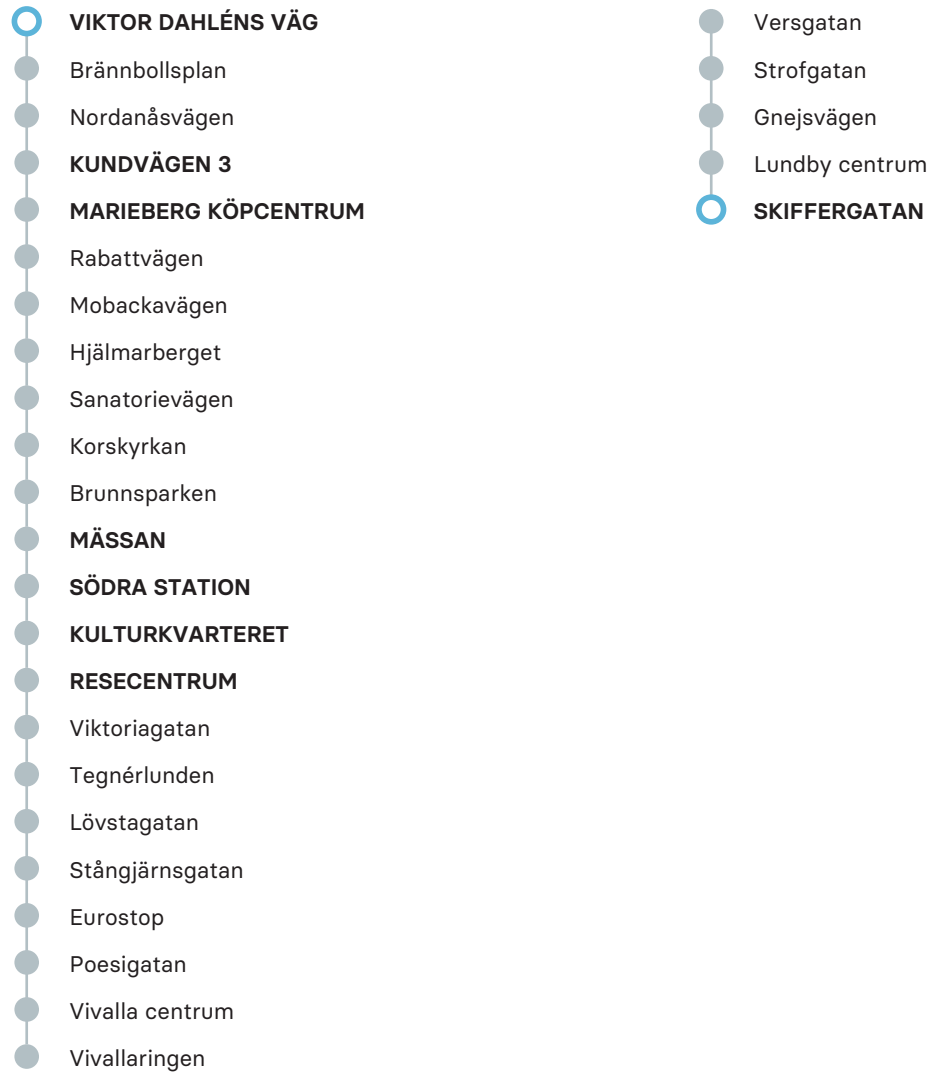 VIKTOR DAHLÉNS VÄG
Brännbollsplan
Nordanåsvägen
KUNDVÄGEN 3
MARIEBERG KÖPCENTRUM
Rabattvägen
Mobackavägen
Hjälmarberget
Sanatorievägen
Korskyrkan
Brunnsparken
MÄSSAN
SÖDRA STATION
KULTURKVARTERET
RESECENTRUM
Viktoriagatan
Tegnérlunden
Lövstagatan
Stångjärnsgatan
Eurostop
Poesigatan
Vivalla centrum
Vivallaringen
Versgatan
Strofgatan
Gnejsvägen
Lundby centrum
SKIFFERGATAN